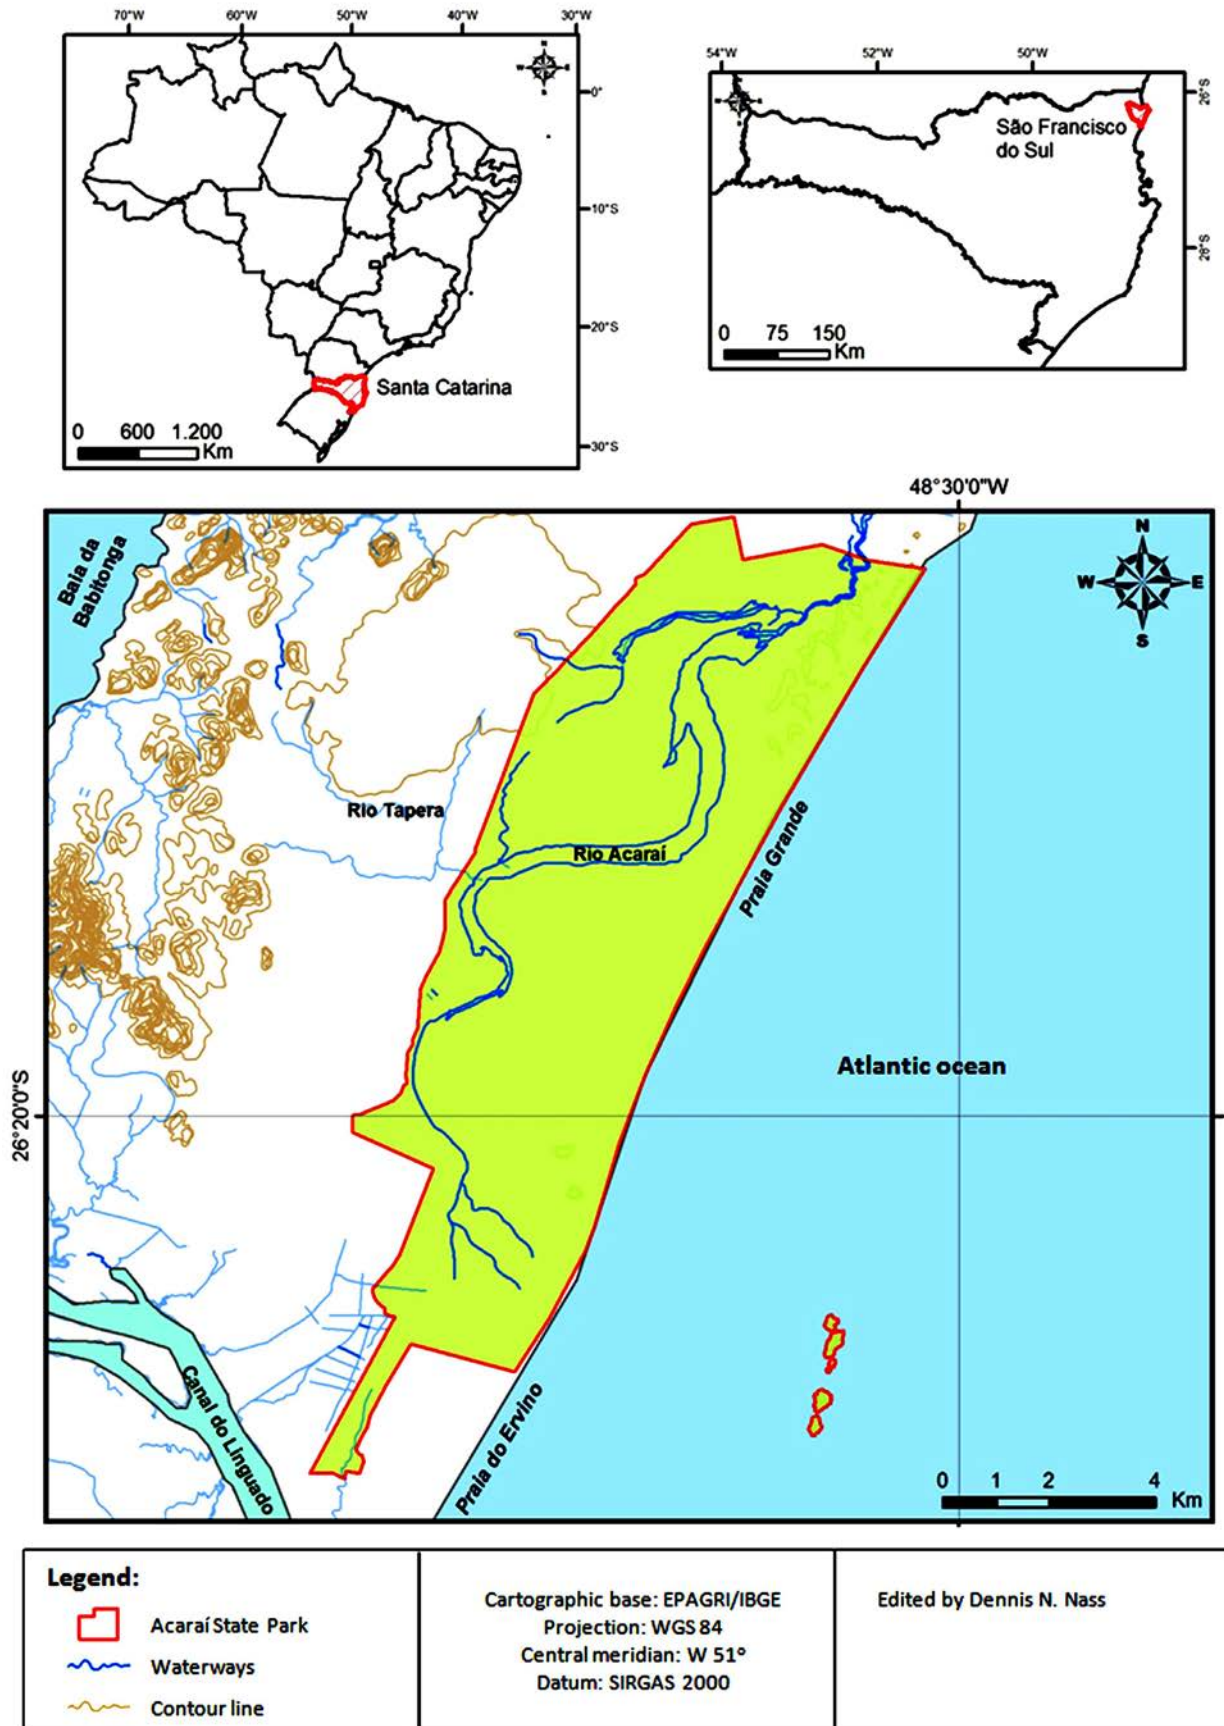 70°W 60°W 50°W 40°W 30°W
N
W E
S
0°
10°S
20°S
30°S
Santa Catarina
0 600 1.200
Km
54°W 52°W 50°W
26°S
28°S
São Francisco
do Sul
0 75 150
Km
48°30'0"W
Baia da
Babitonga
N
W E
S
Rio Tapera
Rio Acaraí
Praia Grande
Atlantic ocean
26°20'0"S
Canal do Linguado
Praia do Ervino
0 1 2 4
Km
Legend:
Acaraí State Park
Waterways
Contour line
Cartographic base: EPAGRI/IBGE
Projection: WGS 84
Central meridian: W 51°
Datum: SIRGAS 2000
Edited by Dennis N. Nass